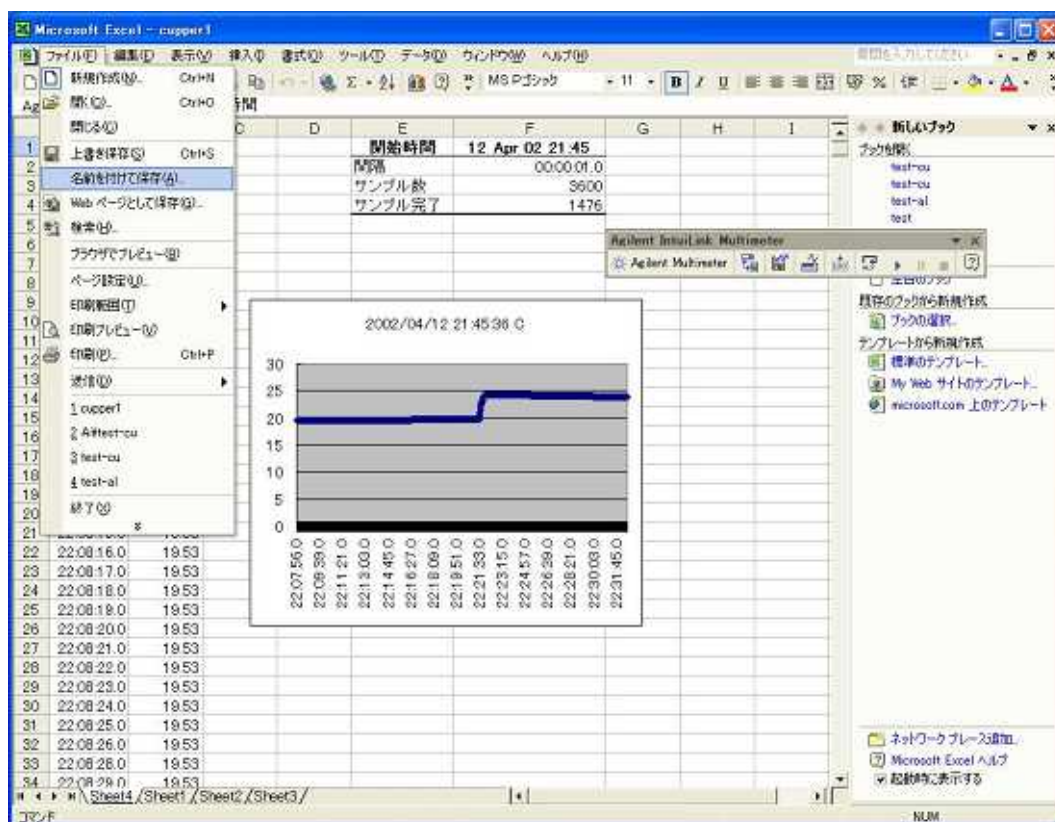 Microsoft Excel - cupper1
ファイル(F) 編集(E) 表示(V) 挿入(I) 書式(O) ツール(T) データ(D) ウィンドウ(W) ヘルプ(H)
MS Pゴシック 11 B I U
新規作成(N)... Ctrl+N
開く(O)... Ctrl+O
閉じる(C)
上書き保存(S) Ctrl+S
名前を付けて保存(A)...
Web ページとして保存(G)...
検索(H)...
ブラウザでプレビュー(B)
ページ設定(U)...
印刷範囲(T)
印刷プレビュー(V)
印刷(P)... Ctrl+P
送信(D)
1 cupper1
2 A:¥test-cu
3 test-cu
4 test-al
終了(X)
D E F G H I
開始時間 12 Apr 02 21:45
間隔 00:00:01.0
サンプル数 3600
サンプル完了 1476
Agilent IntuiLink Multimeter
Agilent Multimeter
2002/04/12 21:45:36 C
30
25
20
15
10
5
0
22:07:56.0 22:09:39.0 22:11:21.0 22:13:03.0 22:14:45.0 22:16:27.0 22:18:09.0 22:19:51.0 22:21:33.0 22:23:15.0 22:24:57.0 22:26:39.0 22:28:21.0 22:30:03.0 22:31:45.0
22 22:08:16.0 19.53
23 22:08:17.0 19.53
24 22:08:18.0 19.53
25 22:08:19.0 19.53
26 22:08:20.0 19.53
27 22:08:21.0 19.53
28 22:08:22.0 19.53
29 22:08:23.0 19.53
30 22:08:24.0 19.53
31 22:08:25.0 19.53
32 22:08:26.0 19.53
33 22:08:28.0 19.53
34 22:08:29.0 19.53
Sheet4 Sheet1 Sheet2 Sheet3
コマンド
NUM
新しいブック
ブックを開く
test-cu
test-cu
test-al
test
空白のブック
既存のブックから新規作成
ブックの選択...
テンプレートから新規作成
標準のテンプレート...
My Web サイトのテンプレート...
microsoft.com 上のテンプレート
ネットワーク プレース追加...
Microsoft Excel ヘルプ
起動時に表示する